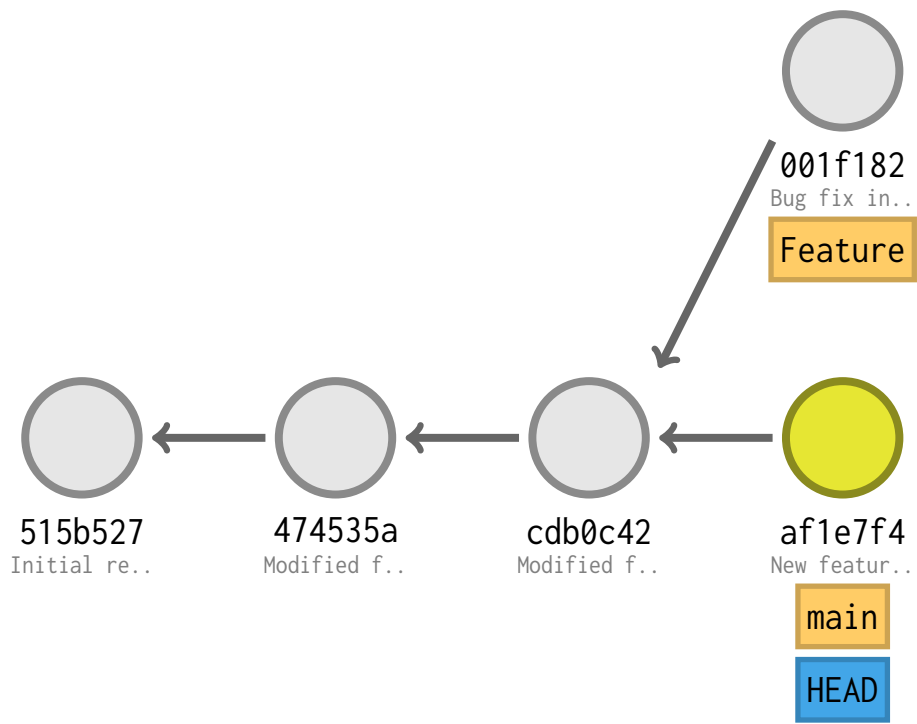 001f182
Bug fix in..
Feature
515b527
Initial re..
474535a
Modified f..
cdb0c42
Modified f..
af1e7f4
New featur..
main
HEAD